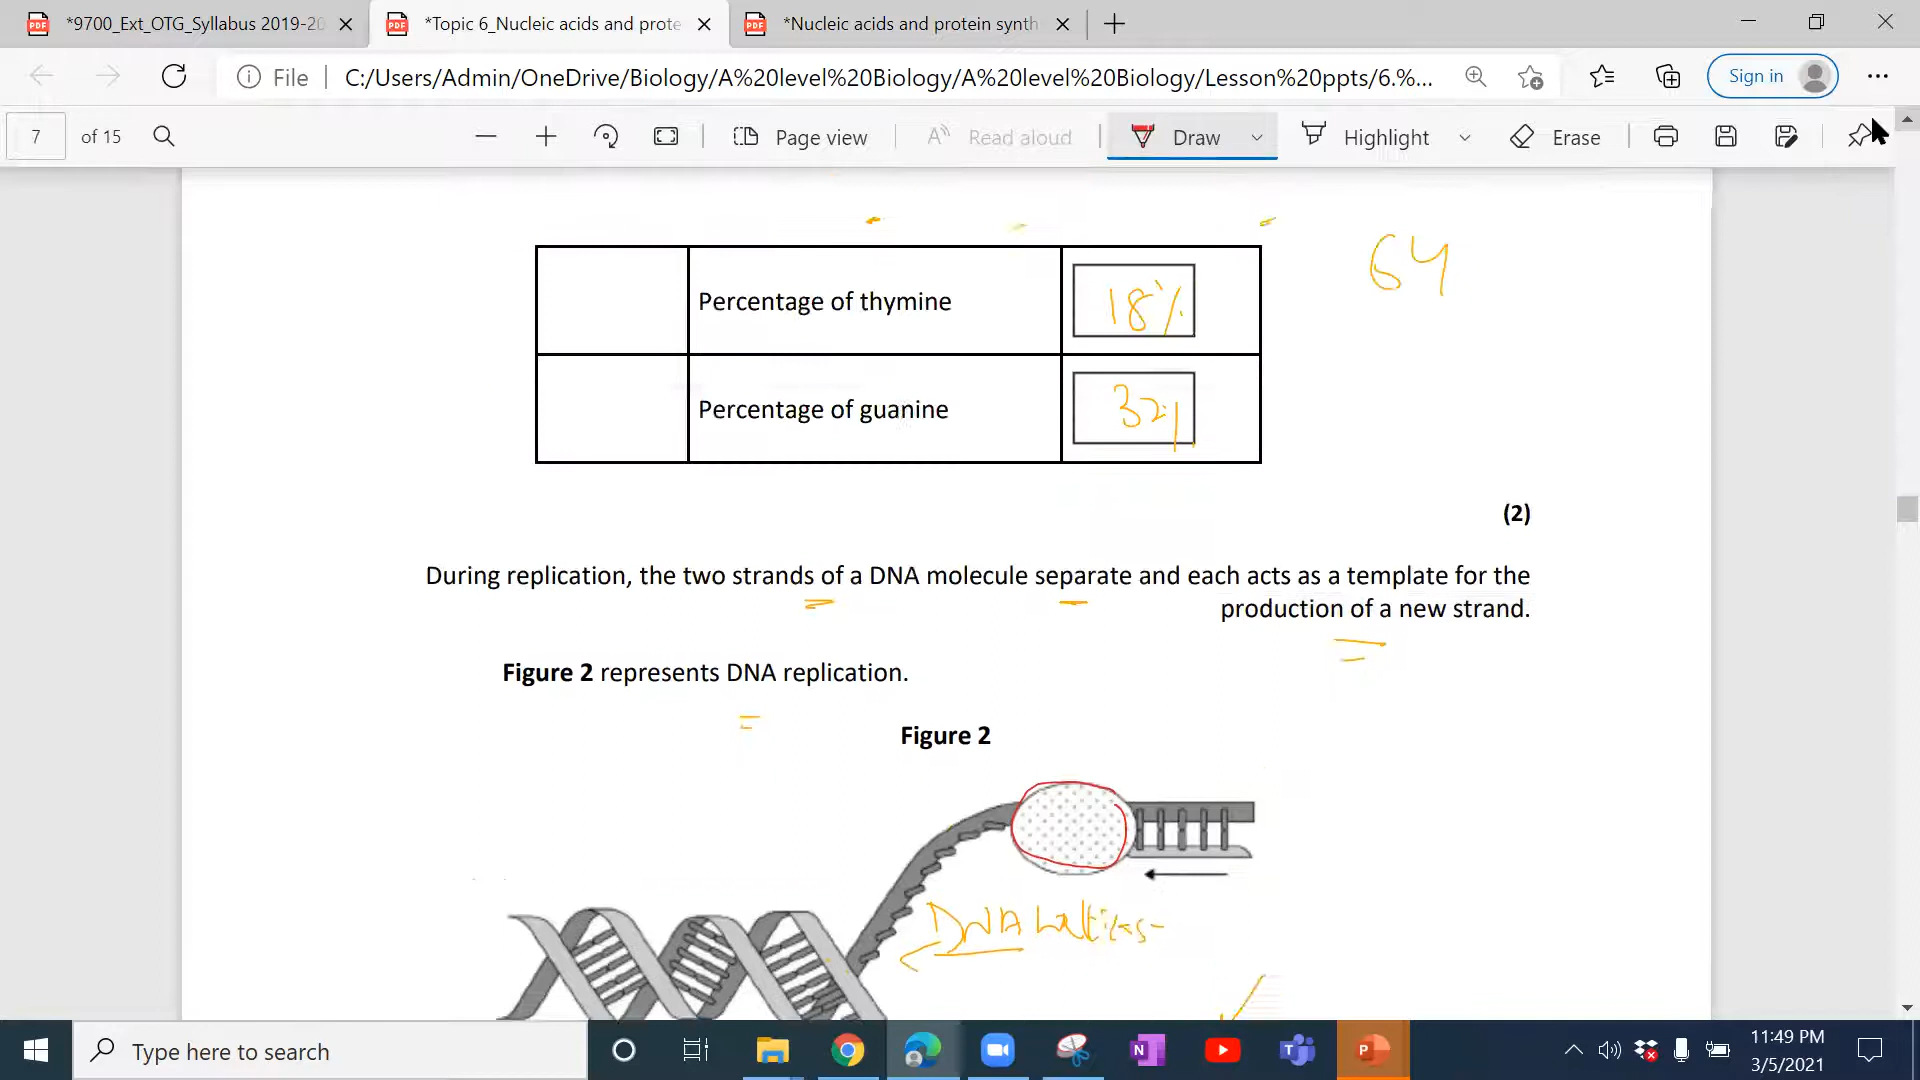 *9700_Ext_OTG_Syllabus 2019-20
*Topic 6_Nucleic acids and prote
*Nucleic acids and protein synth
File
C:/Users/Admin/OneDrive/Biology/A%20level%20Biology/A%20level%20Biology/Lesson%20ppts/6.%...
Sign in
7 of 15
Page view
Read aloud
Draw
Highlight
Erase
64
Percentage of thymine
18%
Percentage of guanine
32%
(2)
During replication, the two strands of a DNA molecule separate and each acts as a template for the
production of a new strand.
Figure 2 represents DNA replication.
Figure 2
DNA
Type here to search
11:49 PM
3/5/2021